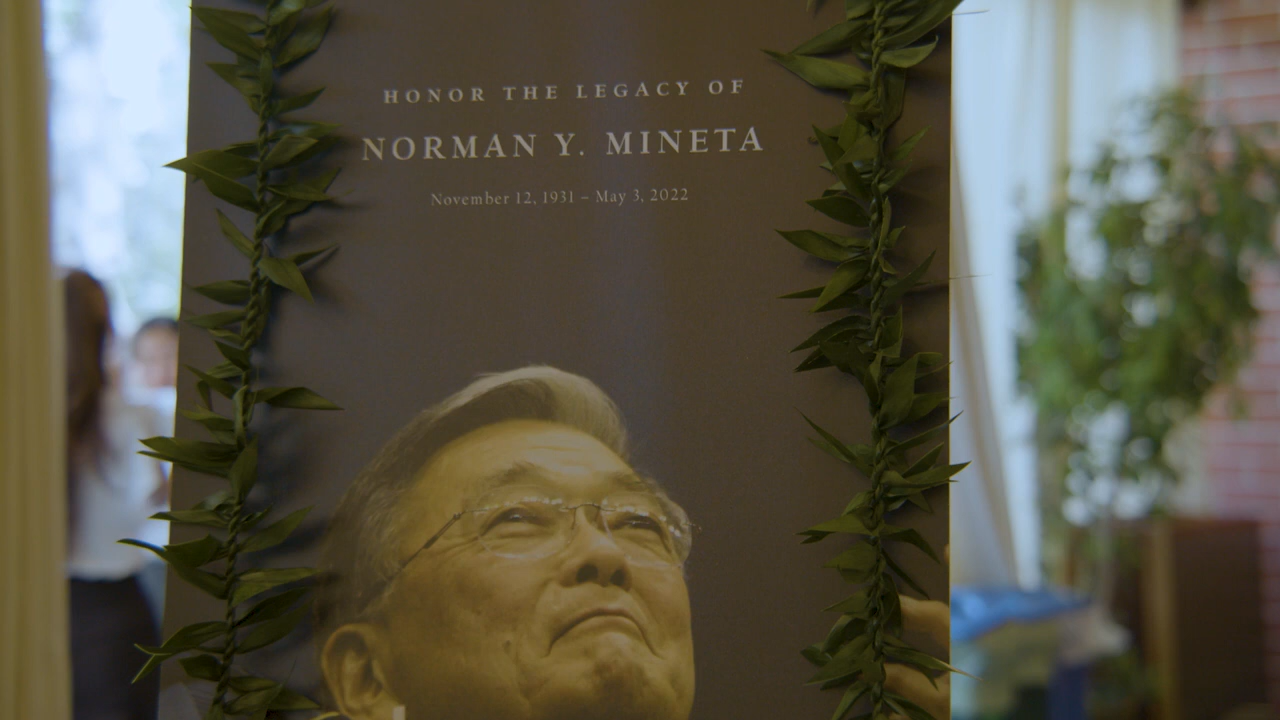 HONOR THE LEGACY OF
NORMAN Y. MINETA
November 12, 1931 – May 3, 2022